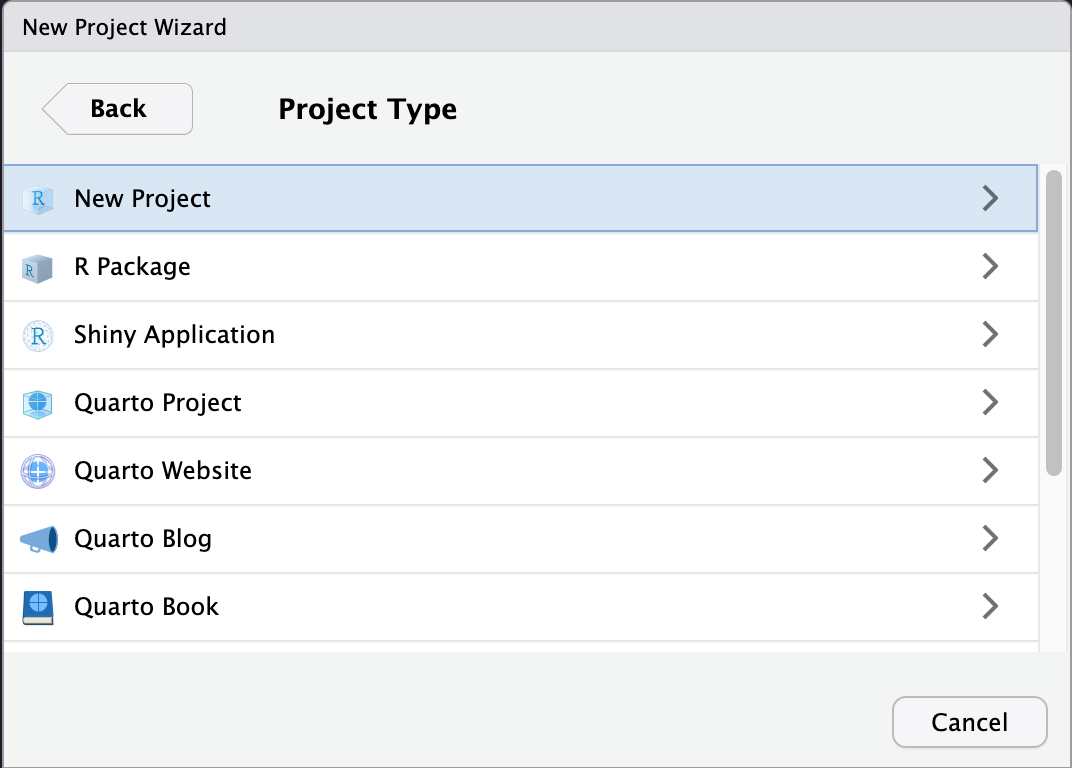 New Project Wizard
Back
Project Type
R New Project
R R Package
R Shiny Application
Quarto Project
Quarto Website
Quarto Blog
Quarto Book
Cancel